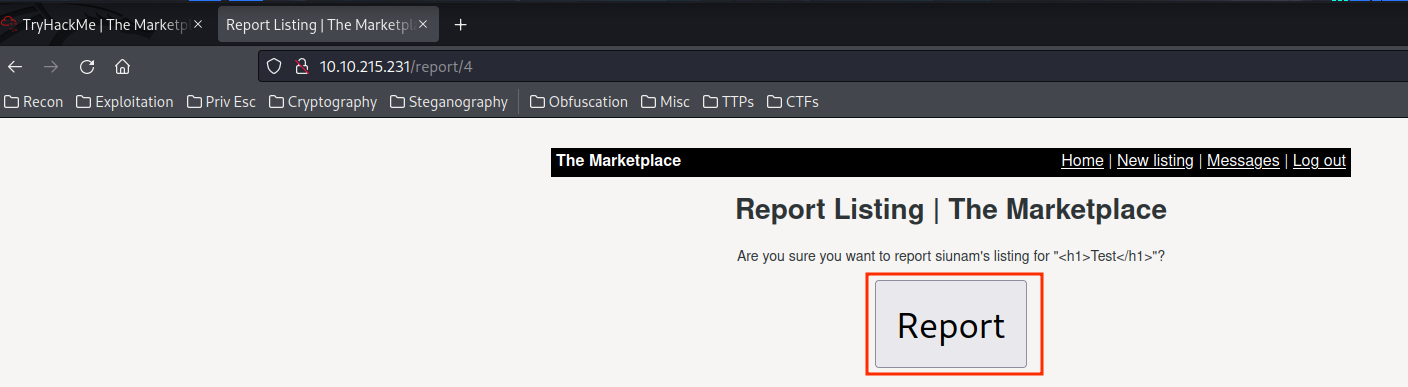 TryHackMe | The Marketpl
Report Listing | The Marketpl
10.10.215.231/report/4
Recon Exploitation Priv Esc Cryptography Steganography Obfuscation Misc TTPs CTFs
The Marketplace Home | New listing | Messages | Log out
Report Listing | The Marketplace
Are you sure you want to report siunam's listing for "<h1>Test</h1>"?
Report